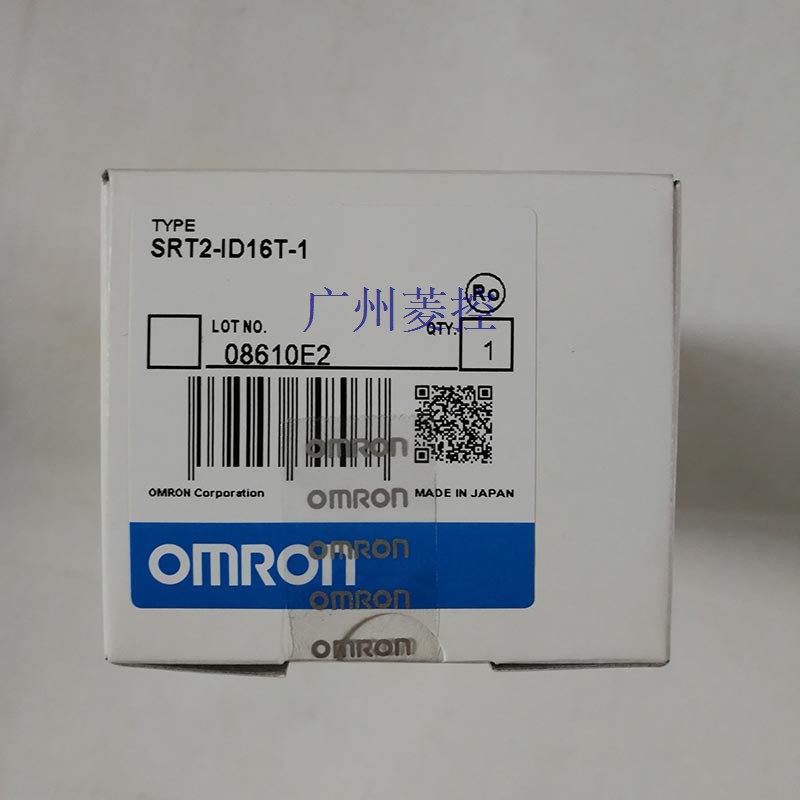 TYPE
SRT2-ID16T-1
Ro
广州菱控
LOT NO.
QTY.
08610E2
1
OMRON
OMRON Corporation
OMRON
MADE IN JAPAN
OMRON
OMRON
OMRON
OMRON